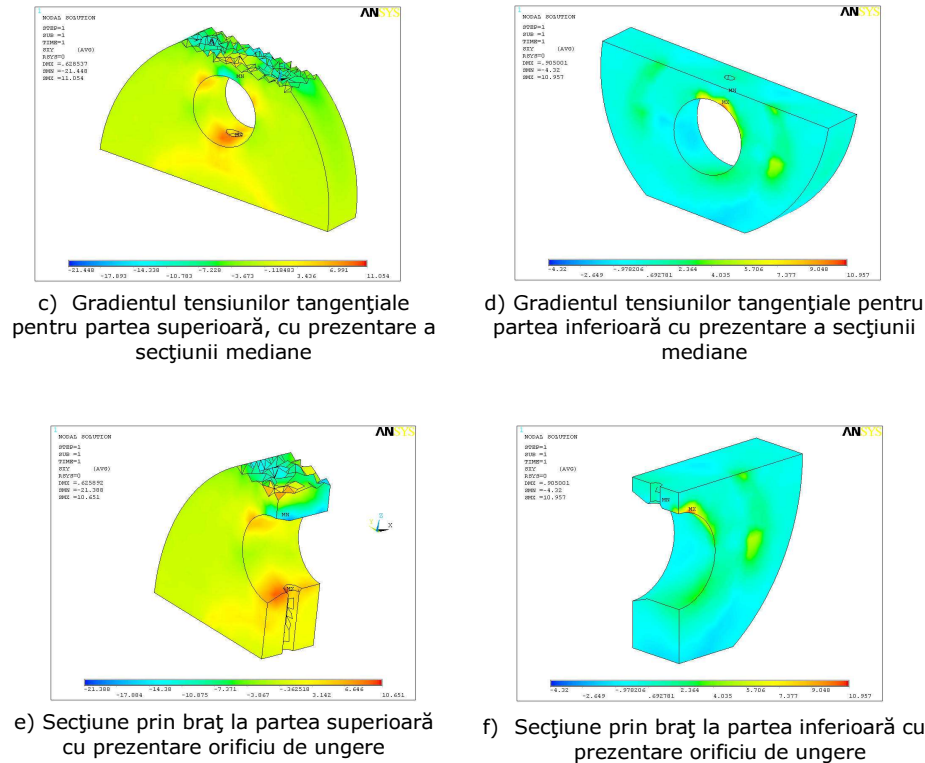 1
ANSYS
NODAL SOLUTION
STEP=1
SUB =1
TIME=1
SXY (AVG)
RSYS=0
DMX =.628537
SMN =-21.448
SMX =11.054
MN
MX
-21.448 -14.338 -7.228 -.118483 6.991
-17.893 -10.783 -3.673 3.436 11.054
1
ANSYS
NODAL SOLUTION
STEP=1
SUB =1
TIME=1
SXY (AVG)
RSYS=0
DMX =.905001
SMN =-4.32
SMX =10.957
MN
MX
-4.32 -.978206 2.364 5.706 9.048
-2.649 .692781 4.035 7.377 10.957
c) Gradientul tensiunilor tangenţiale
pentru partea superioară, cu prezentare a
secţiunii mediane
d) Gradientul tensiunilor tangenţiale pentru
partea inferioară cu prezentare a secţiunii
mediane
1
ANSYS
NODAL SOLUTION
STEP=1
SUB =1
TIME=1
SXY (AVG)
RSYS=0
DMX =.625892
SMN =-21.388
SMX =10.651
MN
MX
Z
X
-21.388 -14.38 -7.371 -.362518 6.646
-17.884 -10.875 -3.867 3.142 10.651
1
ANSYS
NODAL SOLUTION
STEP=1
SUB =1
TIME=1
SXY (AVG)
RSYS=0
DMX =.905001
SMN =-4.32
SMX =10.957
MN
MX
-4.32 -.978206 2.364 5.706 9.048
-2.649 .692781 4.035 7.377 10.957
e) Secţiune prin braţ la partea superioară
cu prezentare orificiu de ungere
f) Secţiune prin braţ la partea inferioară cu
prezentare orificiu de ungere